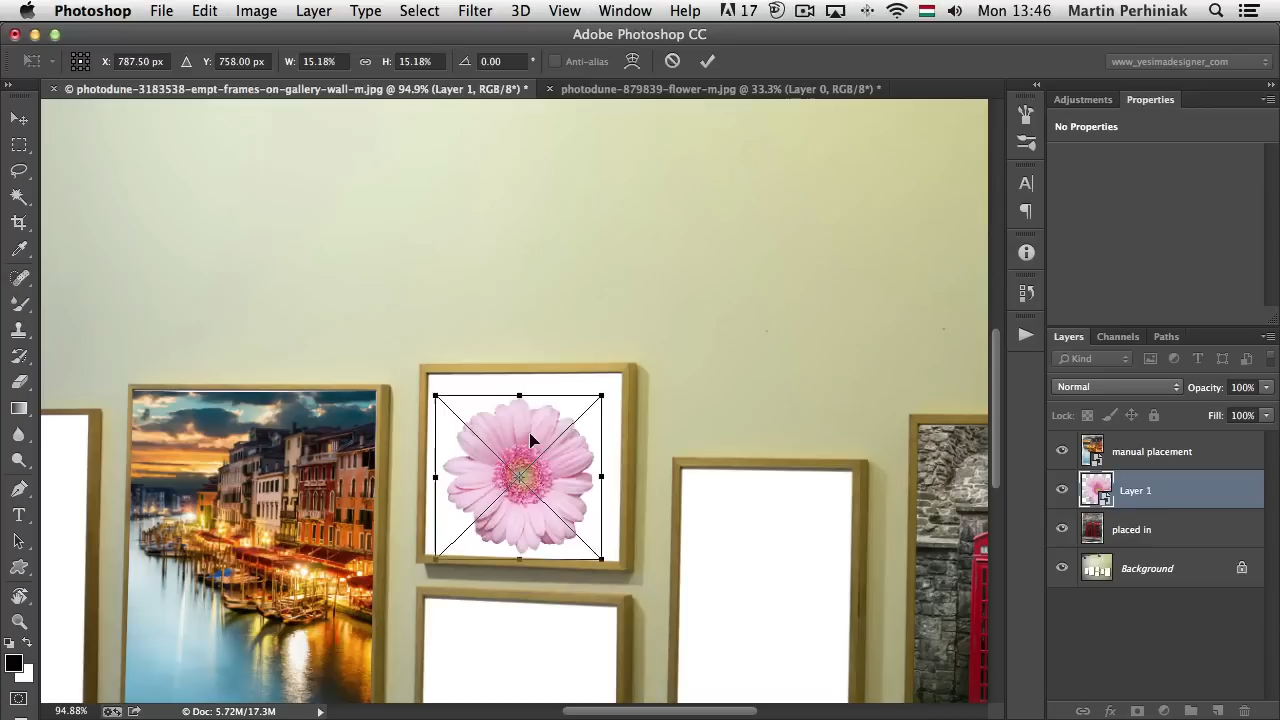 Photoshop File Edit Image Layer Type Select Filter 3D View Window Help 17 Mon 13:46 Martin Perhiniak
Adobe Photoshop CC
X: 787.50 px Y: 758.00 px W: 15.18% H: 15.18% 0.00 ° Anti-alias www_yesimadesigner_com
© photodune-3183538-empt-frames-on-gallery-wall-m.jpg @ 94.9% (Layer 1, RGB/8*) * photodune-879839-flower-m.jpg @ 33.3% (Layer 0, RGB/8*) *
Adjustments Properties
No Properties
Layers Channels Paths
Kind
Normal Opacity: 100%
Lock: Fill: 100%
manual placement
Layer 1
placed in
Background
94.88% © Doc: 5.72M/17.3M